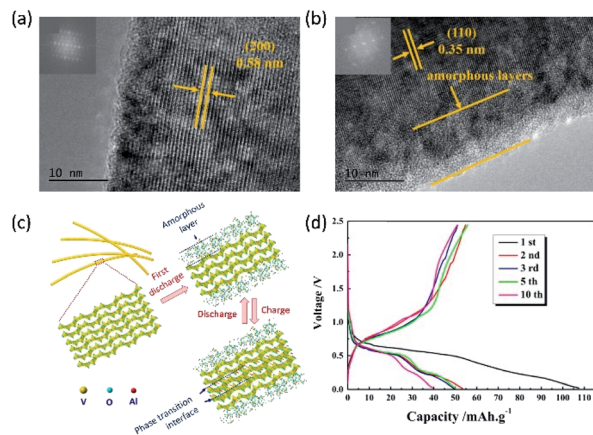 (a)
(200)
0.58 nm
10 nm
(b)
(110)
0.35 nm
amorphous layers
10 nm
(c)
Amorphous
layer
First
discharge
Discharge
Charge
Phase transition
interface
V
O
Al
(d)
Voltage /V
2.5
2.0
1.5
1.0
0.5
0.0
1 st
2 nd
3 rd
5 th
10 th
0 10 20 30 40 50 60 70 80 90 100 110
Capacity /mAh.g⁻¹